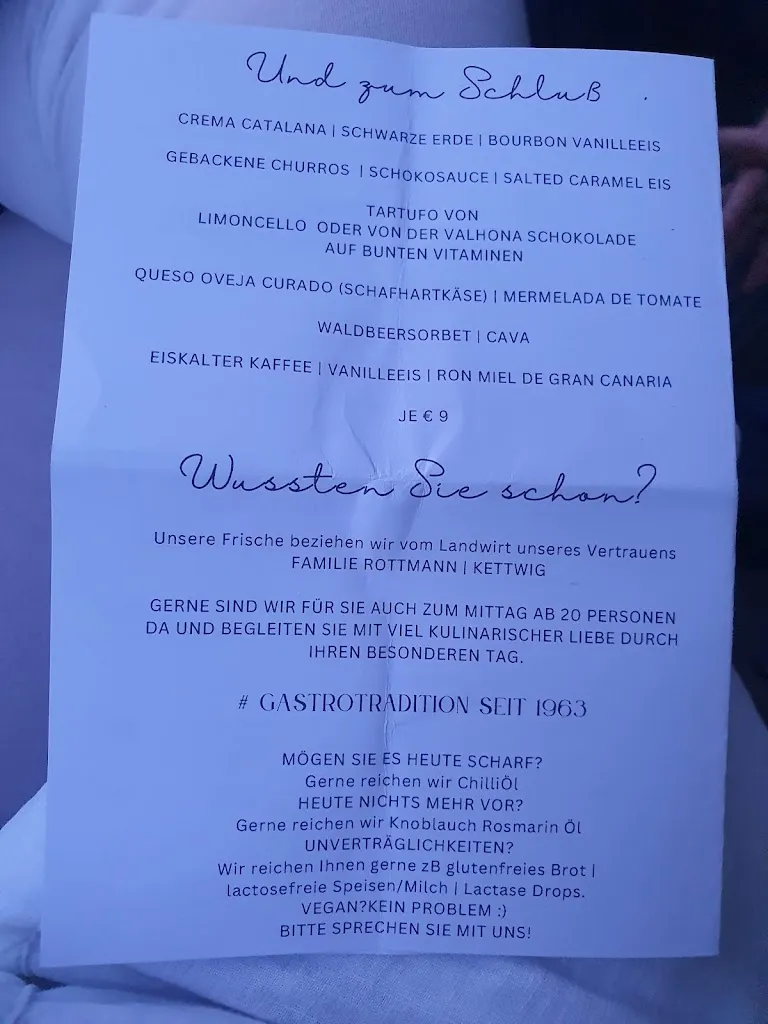 Und zum Schluß .
CREMA CATALANA | SCHWARZE ERDE | BOURBON VANILLEEIS
GEBACKENE CHURROS | SCHOKOSAUCE | SALTED CARAMEL EIS
TARTUFO VON
LIMONCELLO ODER VON DER VALHONA SCHOKOLADE
AUF BUNTEN VITAMINEN
QUESO OVEJA CURADO (SCHAFHARTKÄSE) | MERMELADA DE TOMATE
WALDBEERSORBET | CAVA
EISKALTER KAFFEE | VANILLEEIS | RON MIEL DE GRAN CANARIA
JE € 9
Wussten Sie schon?
Unsere Frische beziehen wir vom Landwirt unseres Vertrauens
FAMILIE ROTTMANN | KETTWIG
GERNE SIND WIR FÜR SIE AUCH ZUM MITTAG AB 20 PERSONEN
DA UND BEGLEITEN SIE MIT VIEL KULINARISCHER LIEBE DURCH
IHREN BESONDEREN TAG.
# GASTROTRADITION SEIT 1963
MÖGEN SIE ES HEUTE SCHARF?
Gerne reichen wir ChilliÖl
HEUTE NICHTS MEHR VOR?
Gerne reichen wir Knoblauch Rosmarin Öl
UNVERTRÄGLICHKEITEN?
Wir reichen Ihnen gerne zB glutenfreies Brot |
lactosefreie Speisen/Milch | Lactase Drops.
VEGAN?KEIN PROBLEM :)
BITTE SPRECHEN SIE MIT UNS!